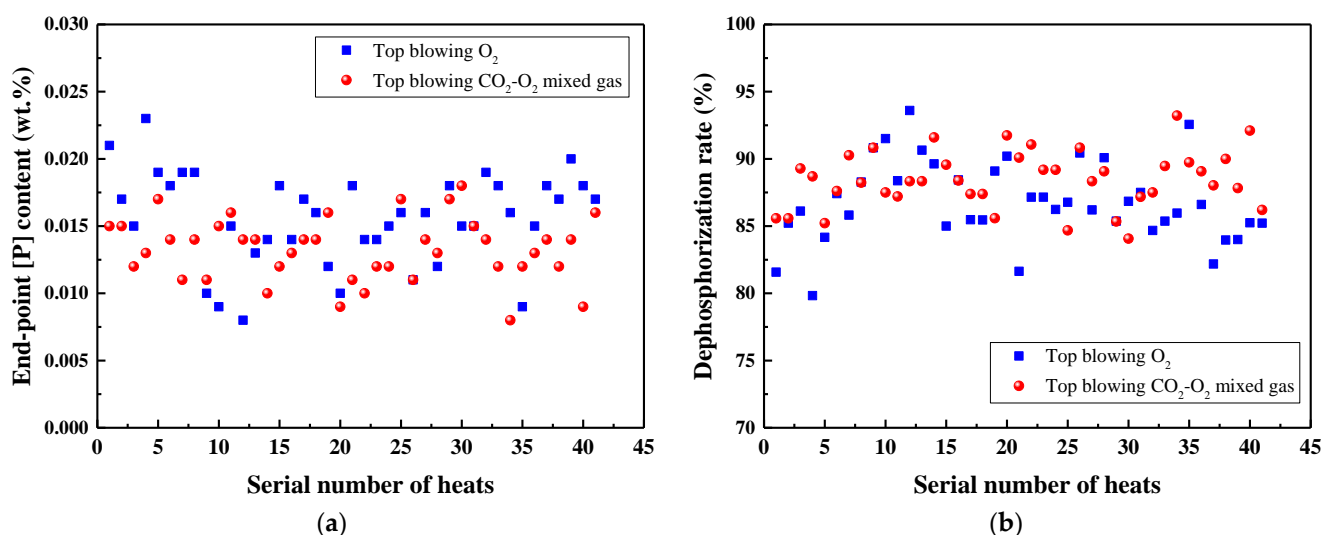 End-point [P] content (wt.%)
0.030
0.025
0.020
0.015
0.010
0.005
0.000
Top blowing O₂
Top blowing CO₂-O₂ mixed gas
0 5 10 15 20 25 30 35 40 45
Serial number of heats
(a)
Dephosphorization rate (%)
100
95
90
85
80
75
70
Top blowing O₂
Top blowing CO₂-O₂ mixed gas
0 5 10 15 20 25 30 35 40 45
Serial number of heats
(b)